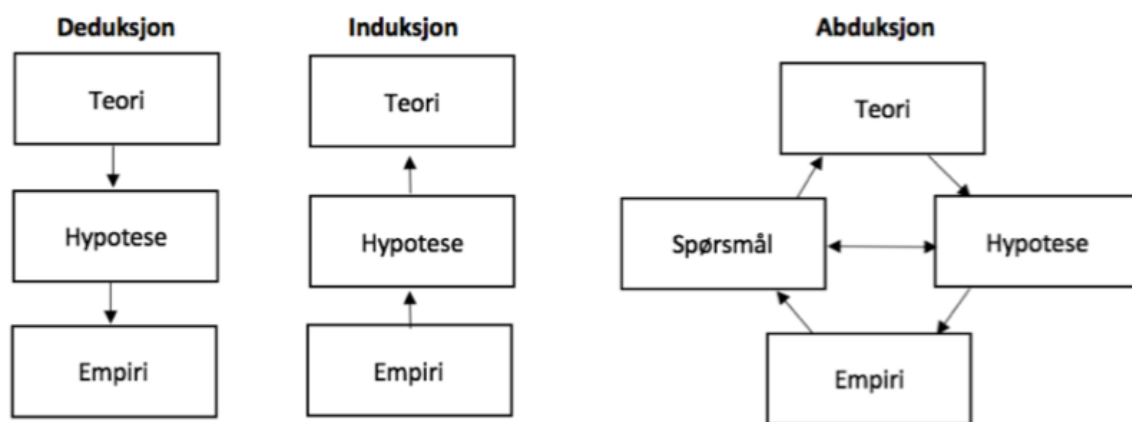 Deduksjon
Teori
Hypotese
Empiri
Induksjon
Teori
Hypotese
Empiri
Abduksjon
Teori
Spørsmål
Hypotese
Empiri